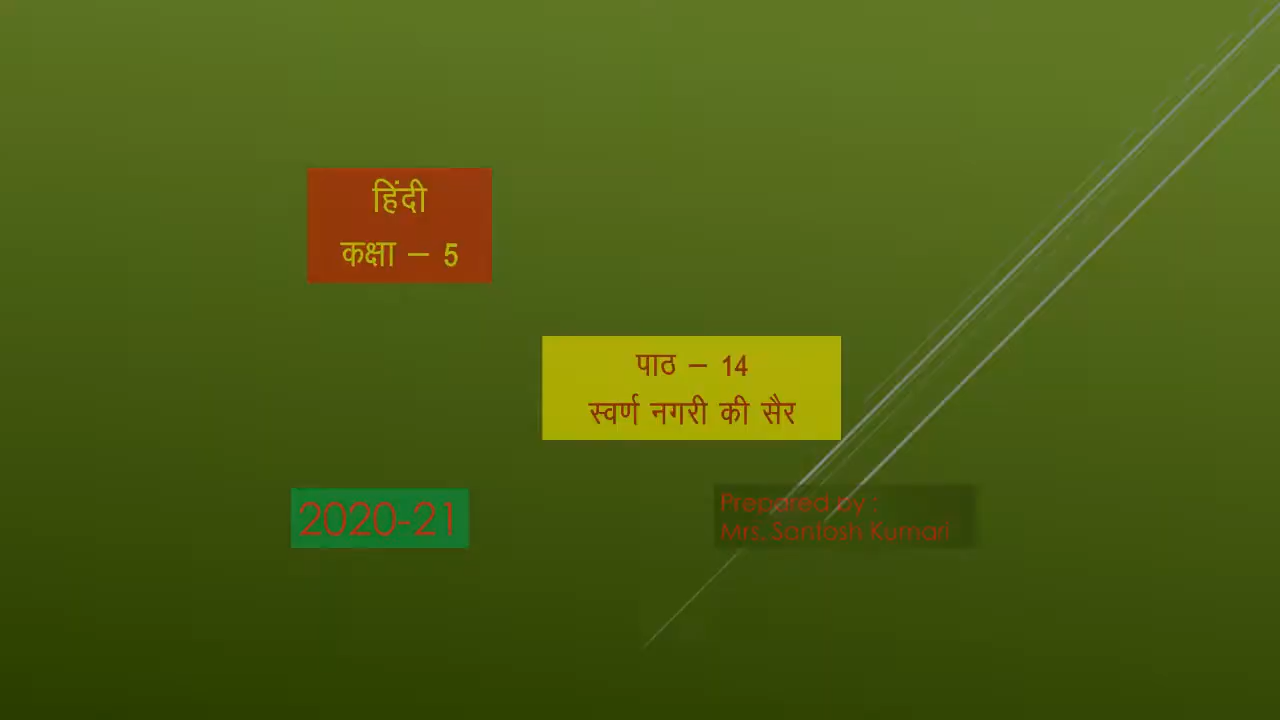 हिंदी
कक्षा – 5
पाठ – 14
स्वर्ण नगरी की सैर
2020-21
Prepared by :
Mrs. Santosh Kumari